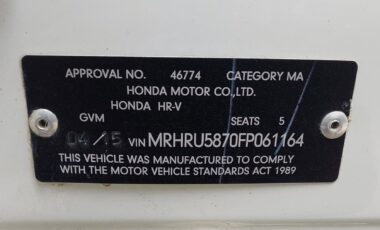 APPROVAL NO. 46774 CATEGORY MA
HONDA MOTOR CO.,LTD.
HONDA HR-V
GVM SEATS 5
04/15 VIN MRHRU5870FP061164
THIS VEHICLE WAS MANUFACTURED TO COMPLY
WITH THE MOTOR VEHICLE STANDARDS ACT 1989